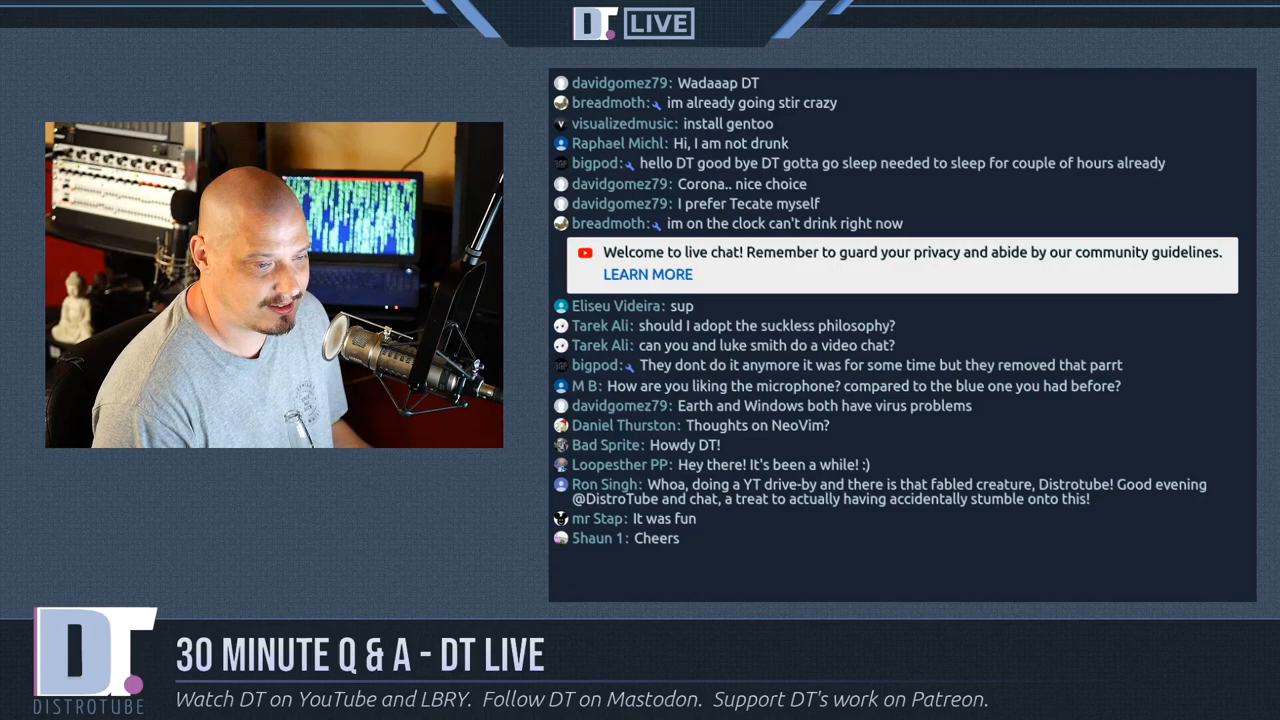 DT LIVE
davidgomez79: Wadaaap DT
breadmoth: im already going stir crazy
visualizedmusic: install gentoo
Raphael Michl: Hi, I am not drunk
bigpod: hello DT good bye DT gotta go sleep needed to sleep for couple of hours already
davidgomez79: Corona.. nice choice
davidgomez79: I prefer Tecate myself
breadmoth: im on the clock can't drink right now
Welcome to live chat! Remember to guard your privacy and abide by our community guidelines.
LEARN MORE
Eliseu Videira: sup
Tarek Ali: should I adopt the suckless philosophy?
Tarek Ali: can you and luke smith do a video chat?
bigpod: They dont do it anymore it was for some time but they removed that parrt
M B: How are you liking the microphone? compared to the blue one you had before?
davidgomez79: Earth and Windows both have virus problems
Daniel Thurston: Thoughts on NeoVim?
Bad Sprite: Howdy DT!
Loopesther PP: Hey there! It's been a while! :)
Ron Singh: Whoa, doing a YT drive-by and there is that fabled creature, Distrotube! Good evening
@DistroTube and chat, a treat to actually having accidentally stumble onto this!
mr Stap: It was fun
5haun 1: Cheers
DT
DISTROTUBE
30 MINUTE Q & A - DT LIVE
Watch DT on YouTube and LBRY. Follow DT on Mastodon. Support DT's work on Patreon.